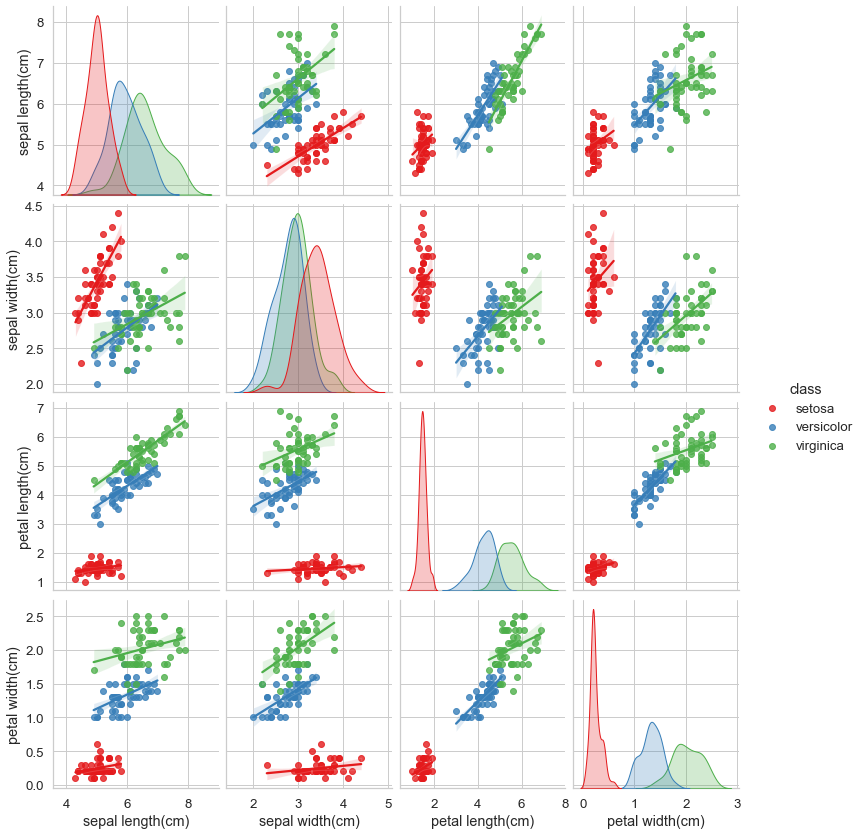 sepal length(cm)
8
7
6
5
4
sepal width(cm)
4.5
4.0
3.5
3.0
2.5
2.0
class
setosa
versicolor
virginica
petal length(cm)
7
6
5
4
3
2
1
petal width(cm)
2.5
2.0
1.5
1.0
0.5
0.0
4 6 8 2 3 4 5 2 4 6 8 0 1 2 3
sepal length(cm) sepal width(cm) petal length(cm) petal width(cm)